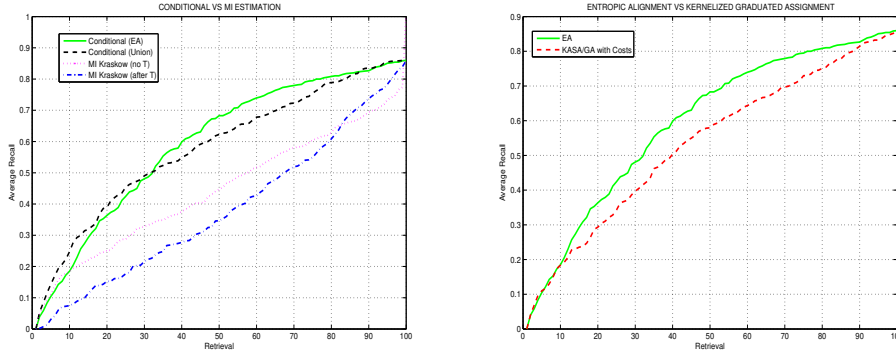 CONDITIONAL VS MI ESTIMATION
1
0.9
0.8
0.7
0.6
0.5
0.4
0.3
0.2
0.1
0
Average Recall
Conditional (EA)
Conditional (Union)
MI Kraskow (no T)
MI Kraskow (after T)
0 10 20 30 40 50 60 70 80 90 100
Retrieval
ENTROPIC ALIGNMENT VS KERNELIZED GRADUATED ASSIGNMENT
0.9
0.8
0.7
0.6
0.5
0.4
0.3
0.2
0.1
0
Average Recall
EA
KASA/GA with Costs
0 10 20 30 40 50 60 70 80 90 100
Retrieval